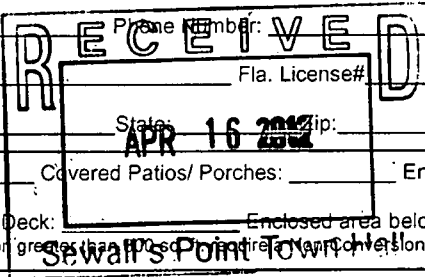 Phone Number:
RECEIVED
Fla. License#
State: Zip:
APR 16 2012
Covered Patios/ Porches: En
Deck: Enclosed area belo
greater than 600 sq. ft. require a Non-Conversion
Sewall's Point Town Hall